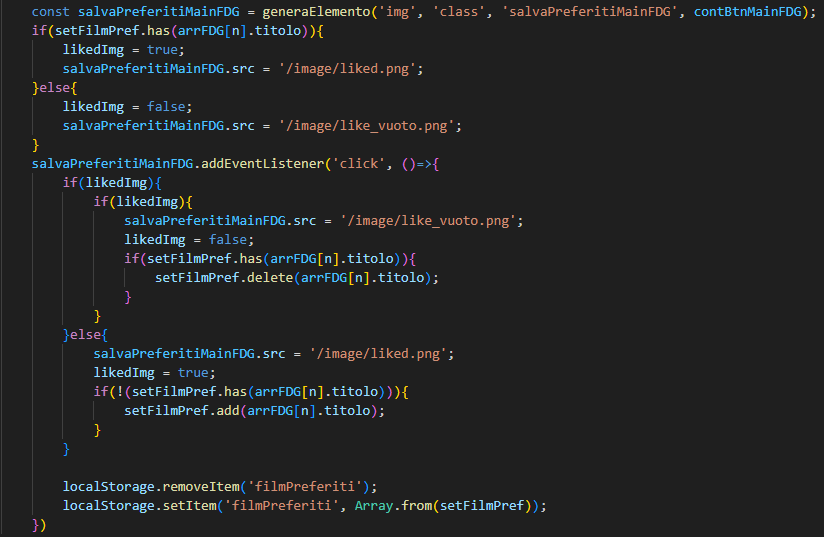 const salvaPreferitiMainFDG = generaElemento('img', 'class', 'salvaPreferitiMainFDG', contBtnMainFDG);
if(setFilmPref.has(arrFDG[n].titolo)){
    likedImg = true;
    salvaPreferitiMainFDG.src = '/image/liked.png';
}else{
    likedImg = false;
    salvaPreferitiMainFDG.src = '/image/like_vuoto.png';
}
salvaPreferitiMainFDG.addEventListener('click', ()=>{
    if(likedImg){
        if(likedImg){
            salvaPreferitiMainFDG.src = '/image/like_vuoto.png';
            likedImg = false;
            if(setFilmPref.has(arrFDG[n].titolo)){
                setFilmPref.delete(arrFDG[n].titolo);
            }
        }
    }else{
        salvaPreferitiMainFDG.src = '/image/liked.png';
        likedImg = true;
        if(!(setFilmPref.has(arrFDG[n].titolo))){
            setFilmPref.add(arrFDG[n].titolo);
        }
    }

    localStorage.removeItem('filmPreferiti');
    localStorage.setItem('filmPreferiti', Array.from(setFilmPref));
})